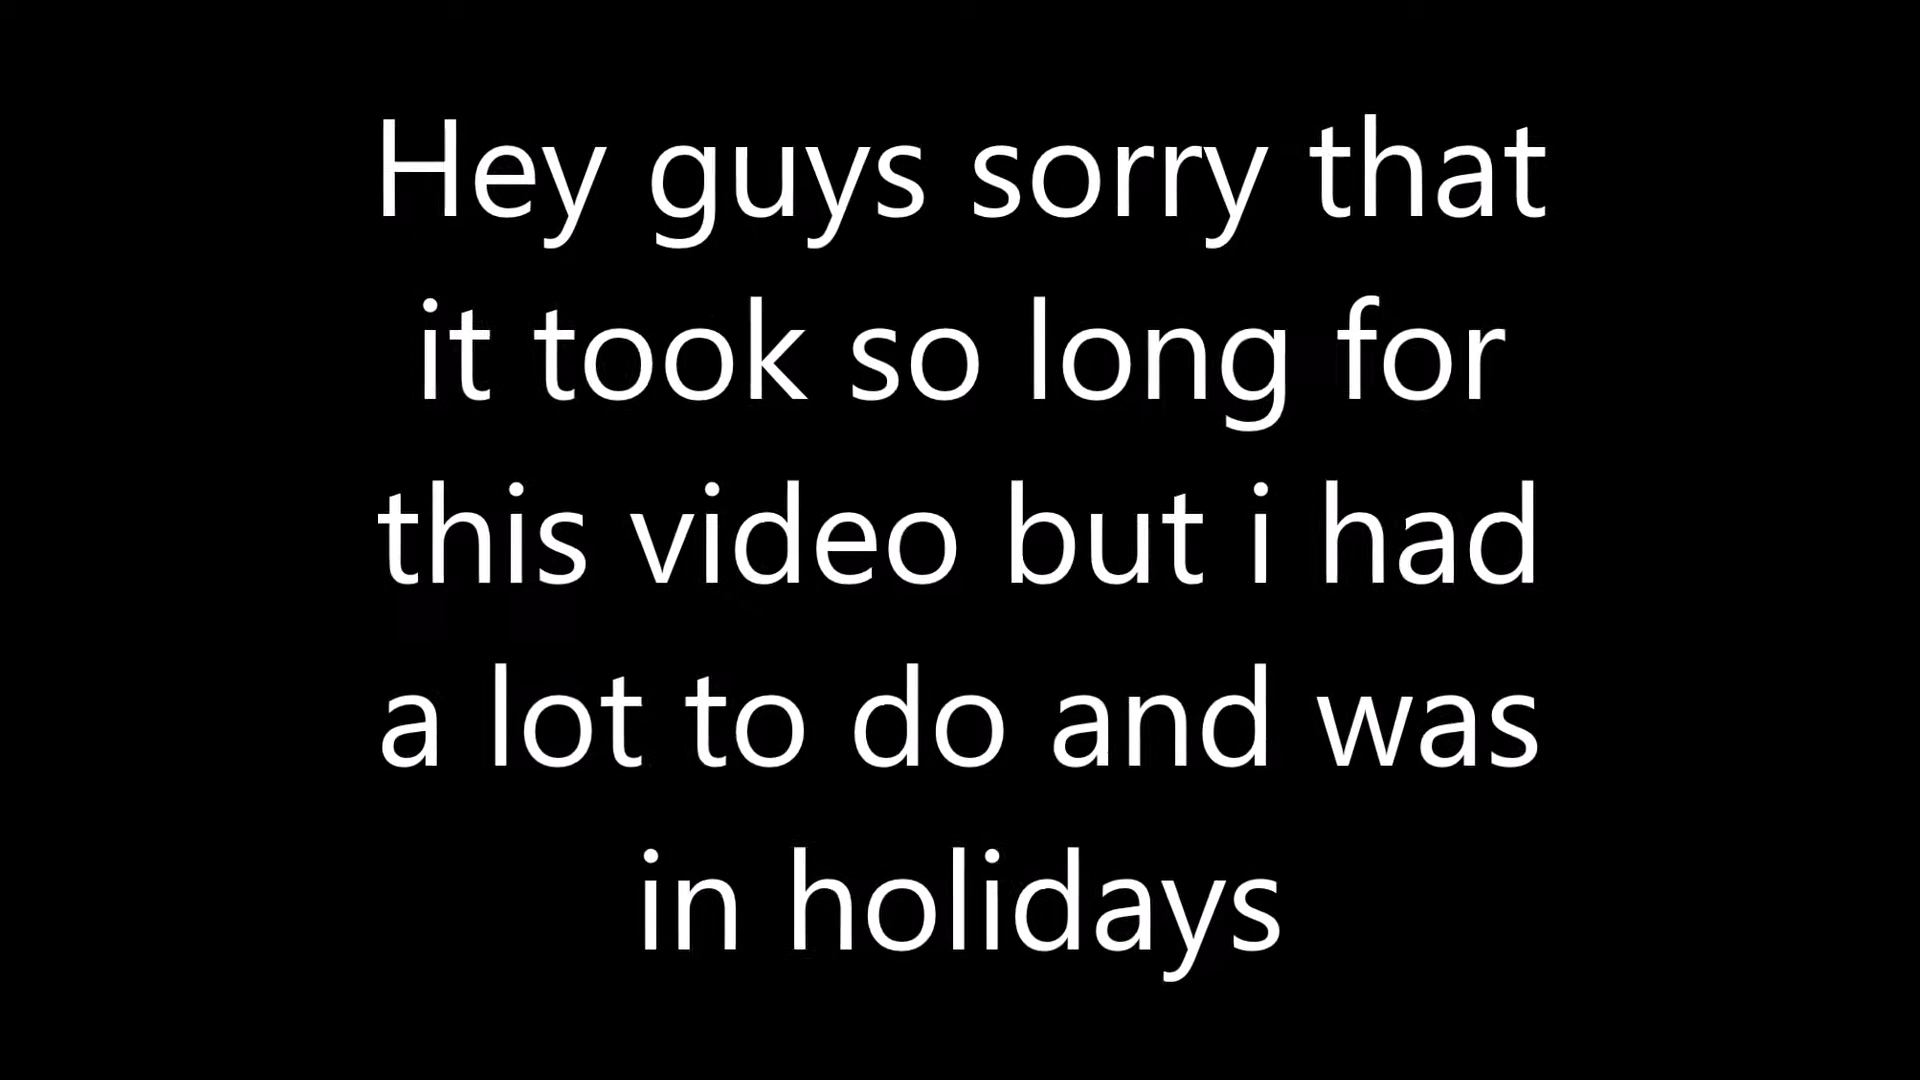 Hey guys sorry that
it took so long for
this video but i had
a lot to do and was
in holidays